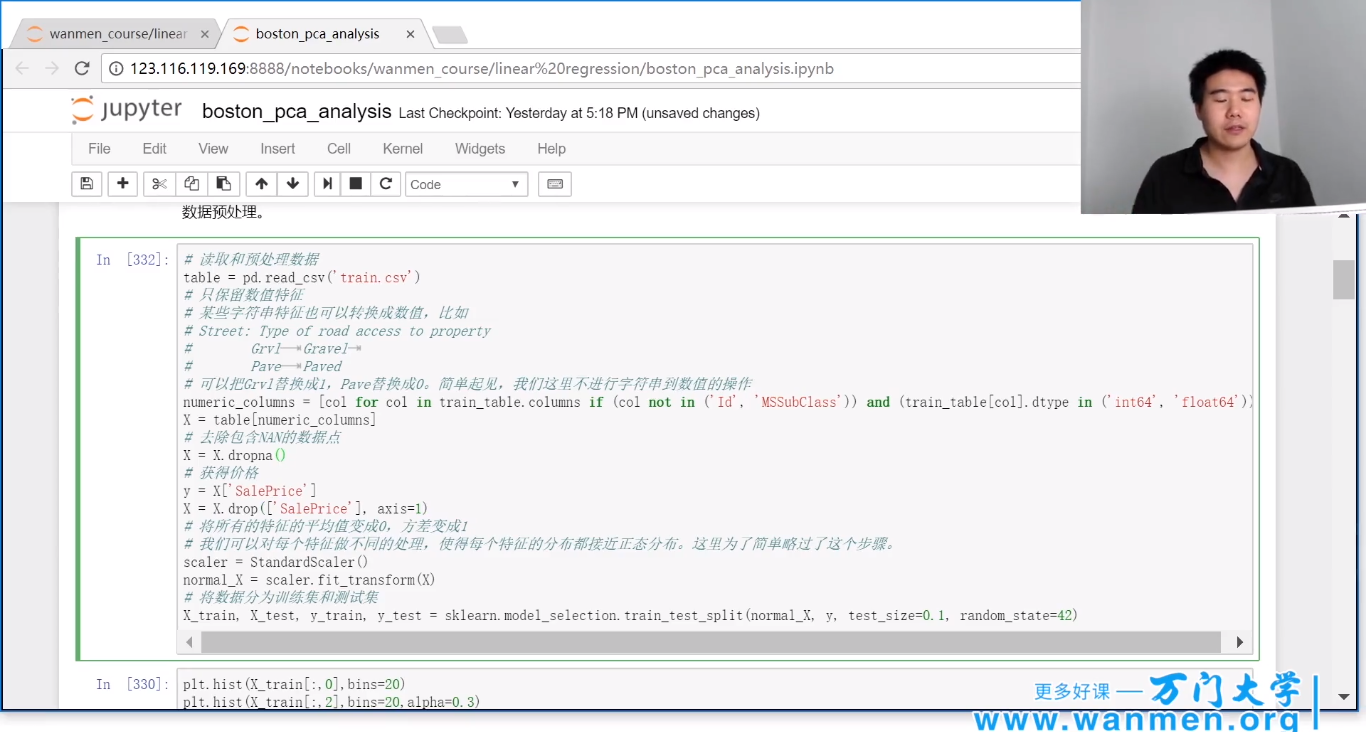 wanmen_course/linear
boston_pca_analysis
123.116.119.169:8888/notebooks/wanmen_course/linear%20regression/boston_pca_analysis.ipynb
jupyter boston_pca_analysis Last Checkpoint: Yesterday at 5:18 PM (unsaved changes)
File Edit View Insert Cell Kernel Widgets Help
Code
数据预处理。
In [332]:
# 读取和预处理数据
table = pd.read_csv('train.csv')
# 只保留数值特征
# 某些字符串特征也可以转换成数值，比如
# Street: Type of road access to property
# Grvl Gravel
# Pave Paved
# 可以把Grvl替换成1，Pave替换成0。简单起见，我们这里不进行字符串到数值的操作
numeric_columns = [col for col in train_table.columns if (col not in ('Id', 'MSSubClass')) and (train_table[col].dtype in ('int64', 'float64'))
X = table[numeric_columns]
# 去除包含NAN的数据点
X = X.dropna()
# 获得价格
y = X['SalePrice']
X = X.drop(['SalePrice'], axis=1)
# 将所有的特征的平均值变成0，方差变成1
# 我们可以对每个特征做不同的处理，使得每个特征的分布都接近正态分布。这里为了简单略过了这个步骤。
scaler = StandardScaler()
normal_X = scaler.fit_transform(X)
# 将数据分为训练集和测试集
X_train, X_test, y_train, y_test = sklearn.model_selection.train_test_split(normal_X, y, test_size=0.1, random_state=42)
In [330]:
plt.hist(X_train[:,0],bins=20)
plt.hist(X_train[:,2],bins=20,alpha=0.3)
更多好课 — 万门大学
www.wanmen.org